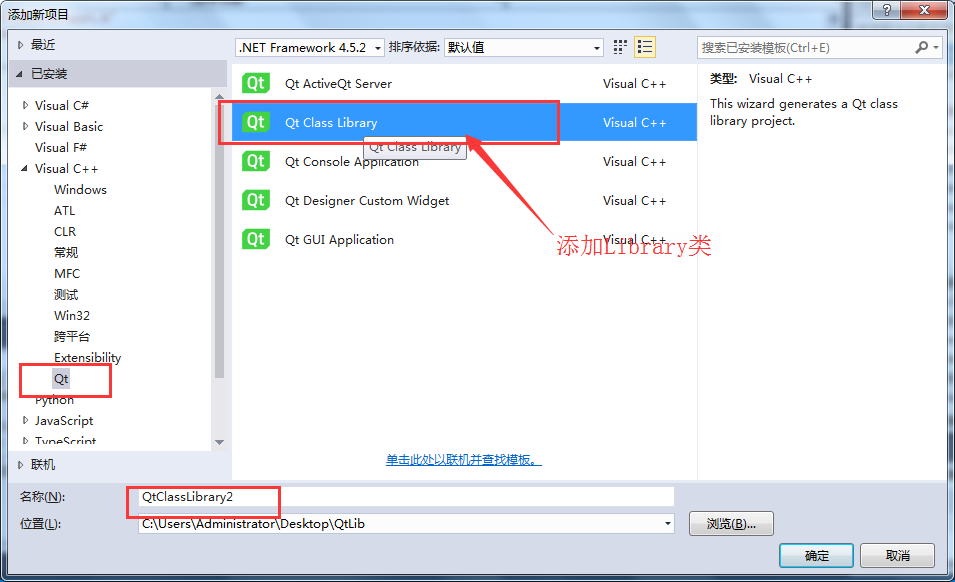 添加新项目
?
最近
.NET Framework 4.5.2
排序依据:
默认值
搜索已安装模板(Ctrl+E)
已安装
Visual C#
Visual Basic
Visual F#
Visual C++
Windows
ATL
CLR
常规
MFC
测试
Win32
跨平台
Extensibility
Qt
Python
JavaScript
TypeScript
联机
Qt Qt ActiveQt Server Visual C++
Qt Qt Class Library Visual C++
Qt Class Library
Qt Qt Console Application Visual C++
Qt Qt Designer Custom Widget Visual C++
Qt Qt GUI Application Visual C++
添加Library类
单击此处以联机并查找模板。
类型: Visual C++
This wizard generates a Qt class
library project.
名称(N):
QtClassLibrary2
位置(L):
C:\Users\Administrator\Desktop\QtLib
浏览(B)...
确定
取消